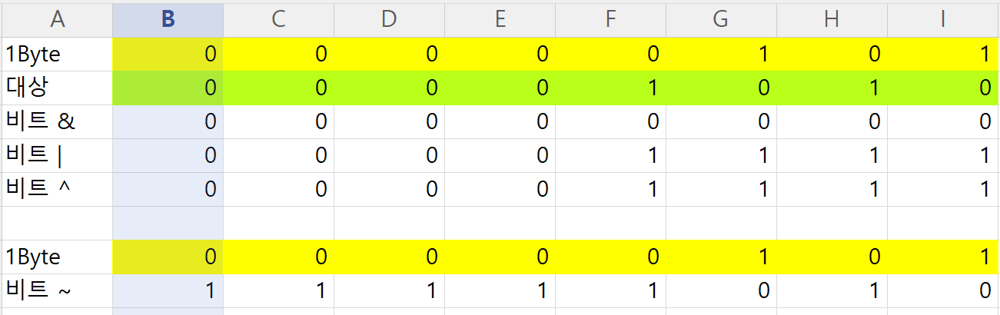 A B C D E F G H I
1Byte 0 0 0 0 0 1 0 1
대상 0 0 0 0 1 0 1 0
비트 & 0 0 0 0 0 0 0 0
비트 | 0 0 0 0 1 1 1 1
비트 ^ 0 0 0 0 1 1 1 1
1Byte 0 0 0 0 0 1 0 1
비트 ~ 1 1 1 1 1 0 1 0